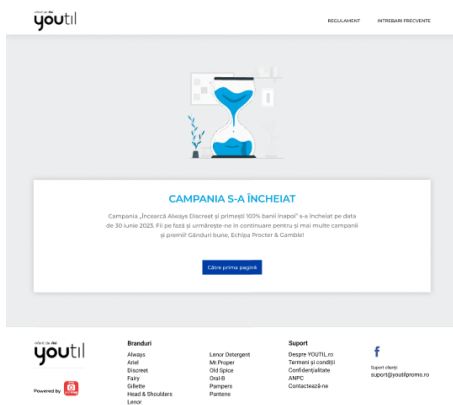 youtil
REGULAMENT
INTREBARI FRECVENTE
CAMPANIA S-A ÎNCHEIAT
Campania „Încearcă Always Discreet și primești 100% banii înapoi” s-a încheiat pe data
de 30 iunie 2023. Fii pe fază și urmărește-ne în continuare pentru și mai multe campanii
și premii! Gânduri bune, Echipa Procter & Gamble!
Către prima pagină
youtil
Powered by
Branduri
Always
Ariel
Discreet
Fairy
Gillette
Head & Shoulders
Lenor
Lenor Detergent
Mr.Proper
Old Spice
Oral-B
Pampers
Pantene
Suport
Despre YOUTIL.ro
Termeni și condiții
Confidențialitate
ANPC
Contactează-ne
f
Suport clienți
suport@youtilpromo.ro